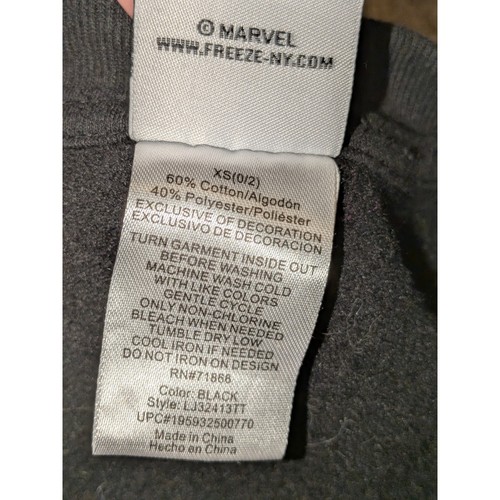 © MARVEL
WWW.FREEZE-NY.COM
XS(0/2)
60% Cotton/Algodón
40% Polyester/Poliéster
EXCLUSIVE OF DECORATION
EXCLUSIVO DE DECORACION
TURN GARMENT INSIDE OUT
BEFORE WASHING
MACHINE WASH COLD
WITH LIKE COLORS
GENTLE CYCLE
ONLY NON-CHLORINE
BLEACH WHEN NEEDED
TUMBLE DRY LOW
COOL IRON IF NEEDED
DO NOT IRON ON DESIGN
RN#71866
Color: BLACK
Style: LJ32413TT
UPC#195932500770
Made in China
Hecho en China